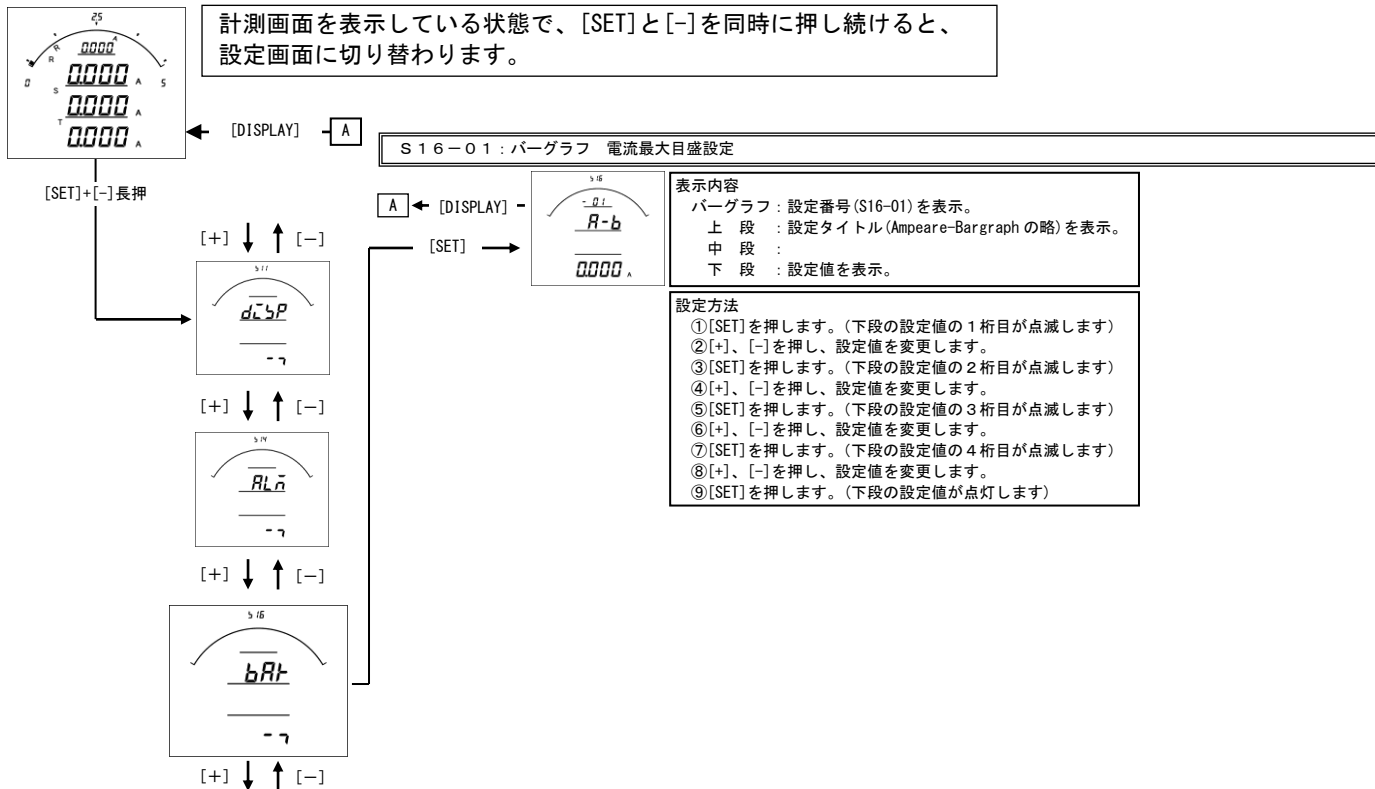 計測画面を表示している状態で、[SET]と[-]を同時に押し続けると、
設定画面に切り替わります。
25
R 0.000 A
R 0.000 A
0 5
S 0.000 A
T 0.000 A
[DISPLAY] A
S16-01:バーグラフ 電流最大目盛設定
[SET]+[-]長押
[+] [-]
S11
dISP
S16
-01
A-b
0.000 A
A [DISPLAY]
[SET]
表示内容
バーグラフ:設定番号(S16-01)を表示。
上 段 :設定タイトル(Ampeare-Bargraphの略)を表示。
中 段 :
下 段 :設定値を表示。
設定方法
①[SET]を押します。(下段の設定値の1桁目が点滅します)
②[+]、[-]を押し、設定値を変更します。
③[SET]を押します。(下段の設定値の2桁目が点滅します)
④[+]、[-]を押し、設定値を変更します。
⑤[SET]を押します。(下段の設定値の3桁目が点滅します)
⑥[+]、[-]を押し、設定値を変更します。
⑦[SET]を押します。(下段の設定値の4桁目が点滅します)
⑧[+]、[-]を押し、設定値を変更します。
⑨[SET]を押します。(下段の設定値が点灯します)
[+] [-]
S14
ALm
[+] [-]
S16
bAr
[+] [-]